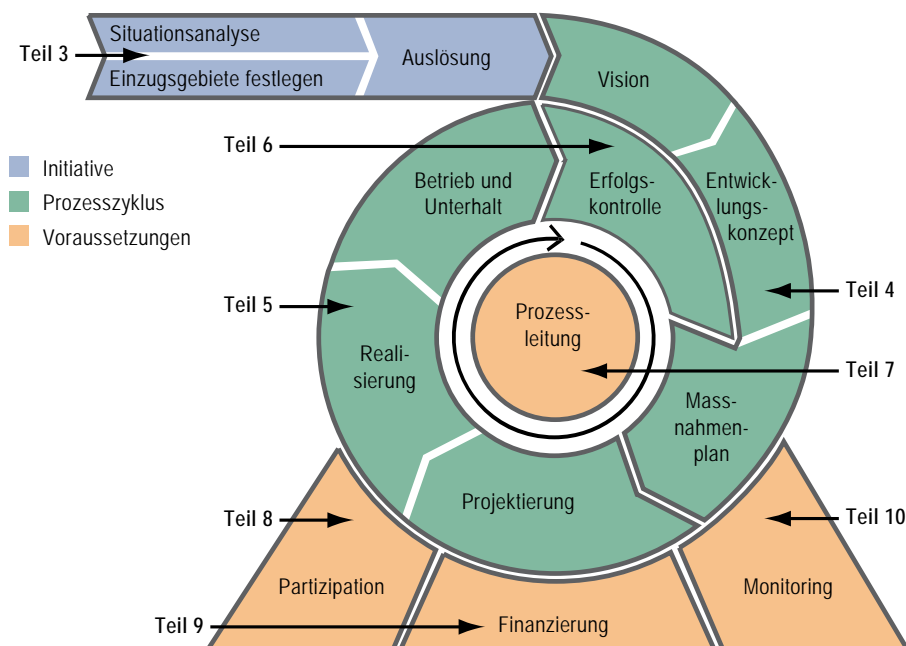 Situationsanalyse
Teil 3
Auslösung
Einzugsgebiete festlegen
Vision
Teil 6
Initiative
Prozesszyklus
Voraussetzungen
Betrieb und
Unterhalt
Erfolgs-
kontrolle
Entwick-
lungs-
konzept
Teil 4
Teil 5
Prozess-
leitung
Reali-
sierung
Teil 7
Mass-
nahmen-
plan
Projektierung
Teil 8
Teil 10
Partizipation
Monitoring
Teil 9
Finanzierung